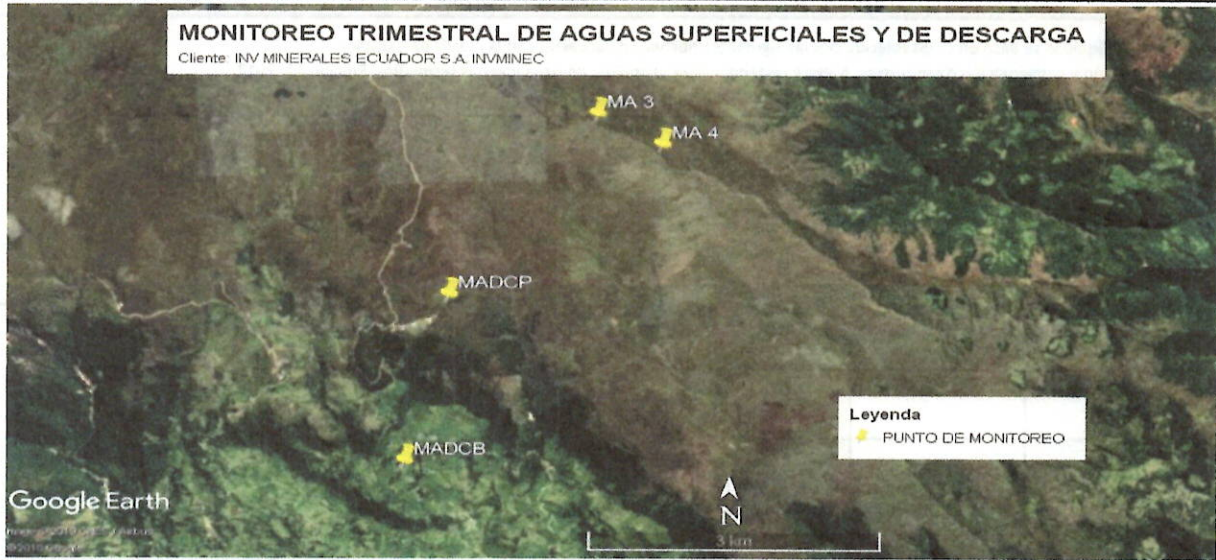 MONITOREO TRIMESTRAL DE AGUAS SUPERFICIALES Y DE DESCARGA
Cliente: INV MINERALES ECUADOR S.A. INVMINEC
MA 3
MA 4
MADCP
MADCB
Leyenda
PUNTO DE MONITOREO
Google Earth
N
3 km